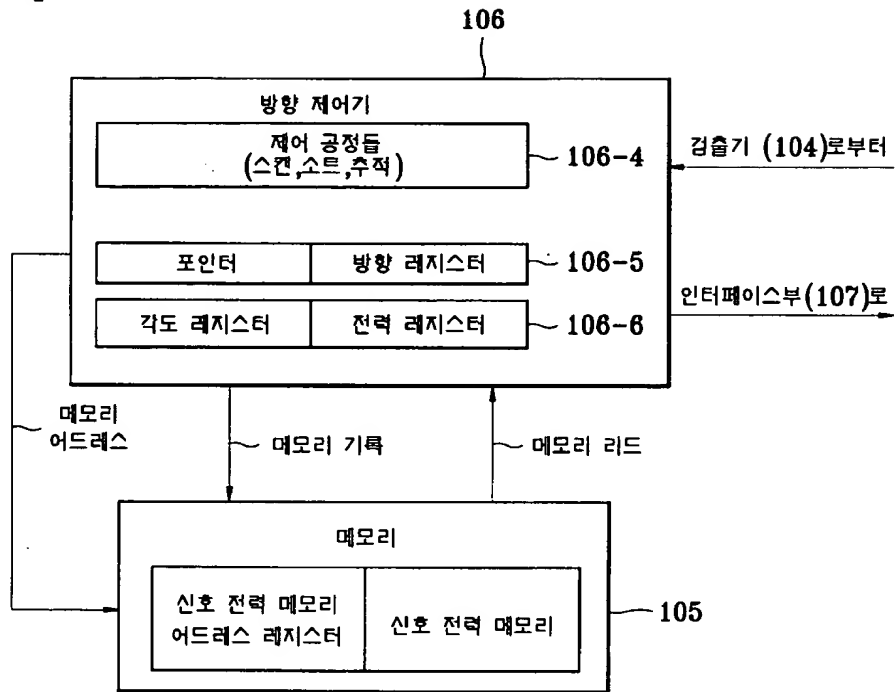 106
방향 제어기
제어 공정들
(스캔,소트,추적)
106-4
검출기 (104)로부터
포인터
방향 레지스터
106-5
인터페이스부(107)로
각도 레지스터
전력 레지스터
106-6
메모리
어드레스
메모리 기록
메모리 리드
메모리
신호 전력 메모리
어드레스 레지스터
신호 전력 메모리
105